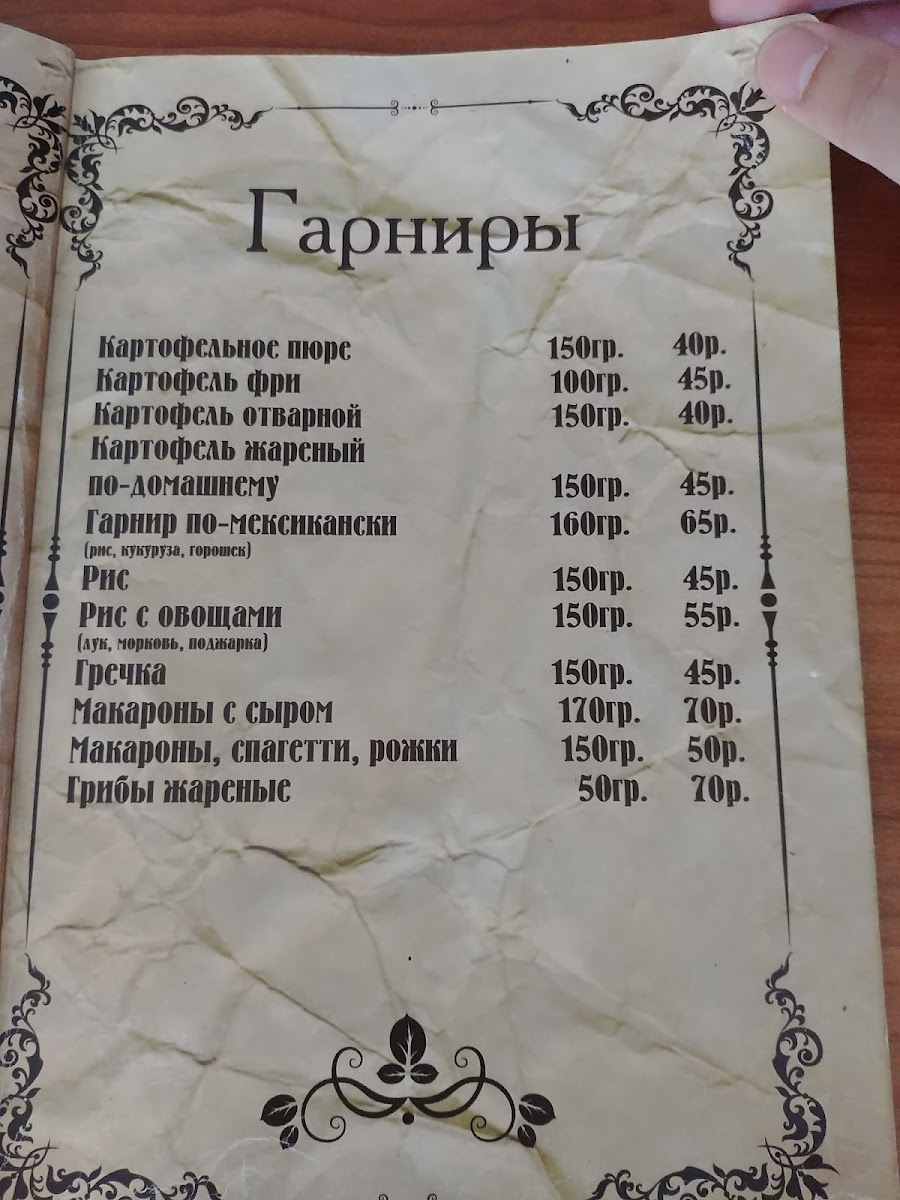 Гарниры
Картофельное пюре 150гр. 40р.
Картофель фри 100гр. 45р.
Картофель отварной 150гр. 40р.
Картофель жареный
по-домашнему 150гр. 45р.
Гарнир по-мексикански 160гр. 65р.
(рис, кукуруза, горошек)
Рис 150гр. 45р.
Рис с овощами 150гр. 55р.
(лук, морковь, поджарка)
Гречка 150гр. 45р.
Макароны с сыром 170гр. 70р.
Макароны, спагетти, рожки 150гр. 50р.
Грибы жареные 50гр. 70р.